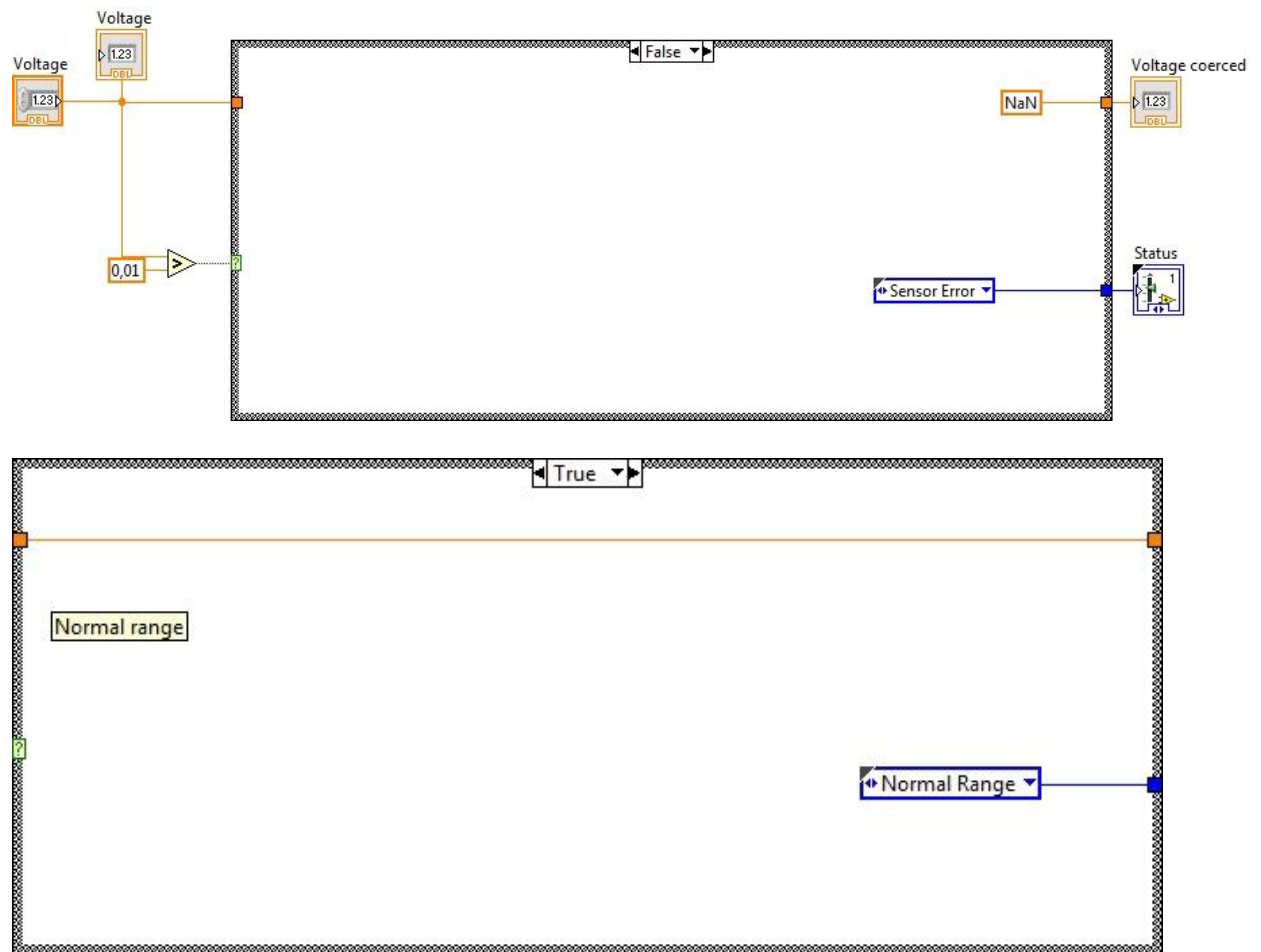 Voltage
1.23
DBL
Voltage
1.23
DBL
False
NaN
Voltage coerced
1.23
DBL
0,01
>
?
Sensor Error
Status
1
True
Normal range
?
Normal Range